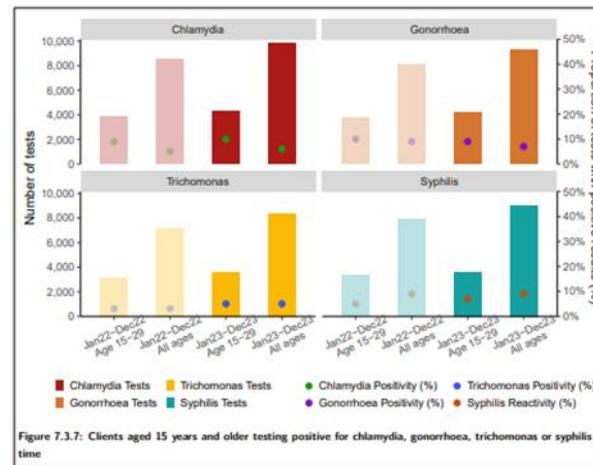 Chlamydia
Gonorrhoea
10,000
8,000
6,000
4,000
2,000
0
50%
40%
30%
20%
10%
0%
Number of tests
Trichomonas
Syphilis
10,000
8,000
6,000
4,000
2,000
0
50%
40%
30%
20%
10%
0%
Jan22-Dec22
Age 15-29
Jan22-Dec22
All ages
Jan23-Dec23
Age 15-29
Jan23-Dec23
All ages
Jan22-Dec22
Age 15-29
Jan22-Dec22
All ages
Jan23-Dec23
Age 15-29
Jan23-Dec23
All ages
Chlamydia Tests
Trichomonas Tests
Chlamydia Positivity (%)
Trichomonas Positivity (%)
Gonorrhoea Tests
Syphilis Tests
Gonorrhoea Positivity (%)
Syphilis Reactivity (%)
Figure 7.3.7: Clients aged 15 years and older testing positive for chlamydia, gonorrhoea, trichomonas or syphilis
time